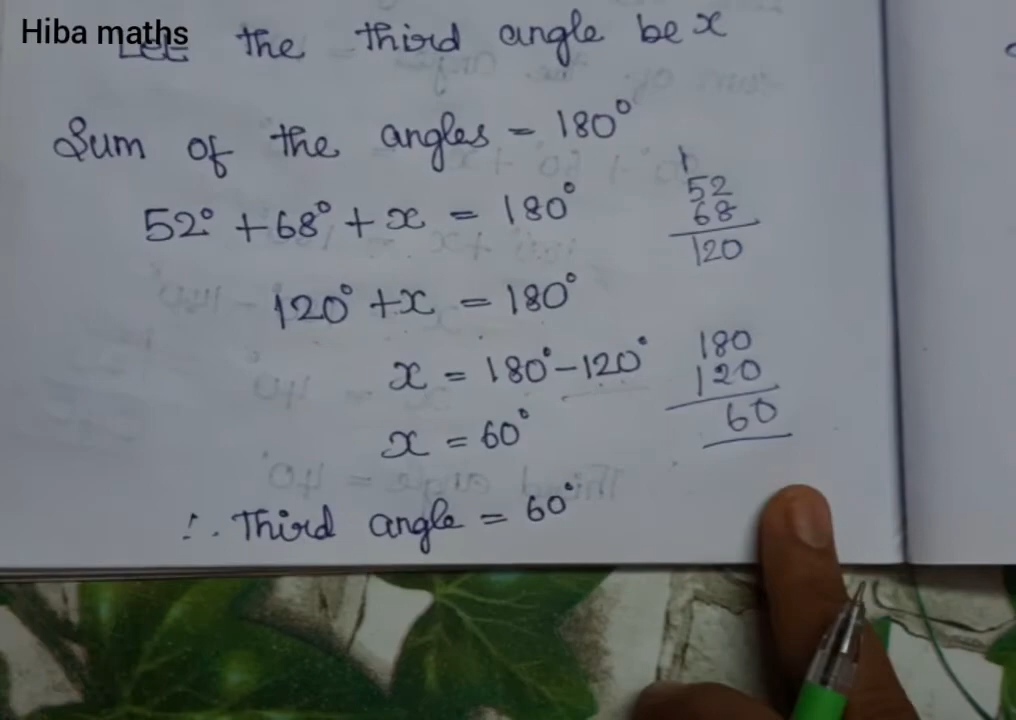 Hiba maths
Let the third angle be x
Sum of the angles = 180°
52° + 68° + x = 180°
120° + x = 180°
x = 180° - 120°
x = 60°
∴ Third angle = 60°
1
52
68
120
180
120
60